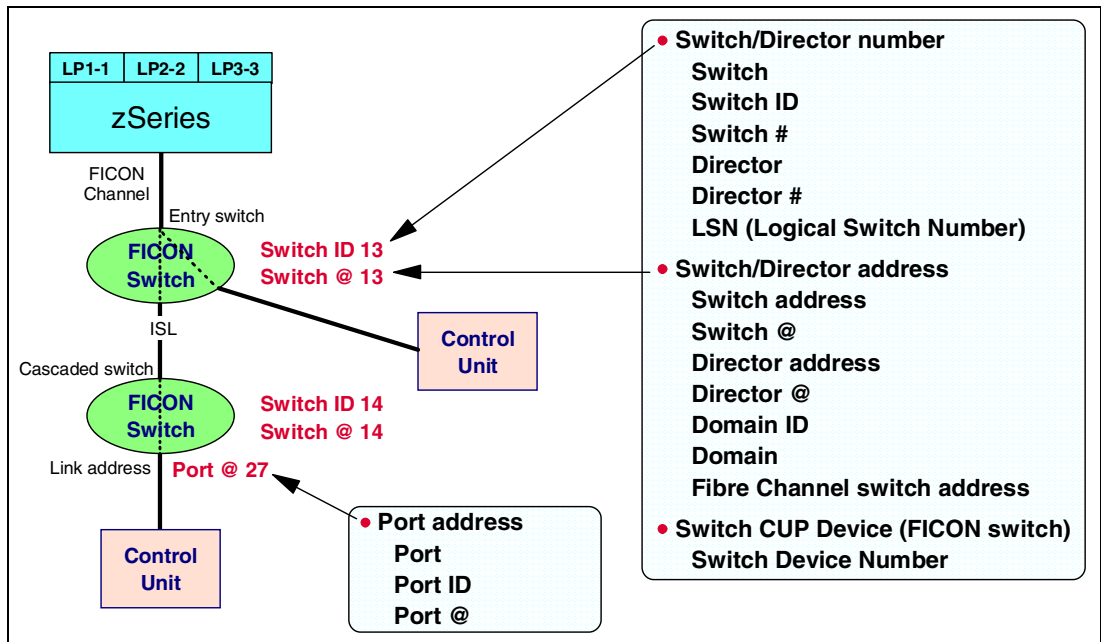 LP1-1 LP2-2 LP3-3
zSeries
FICON
Channel
Entry switch
FICON
Switch
Switch ID 13
Switch @ 13
ISL
Control
Unit
Cascaded switch
FICON
Switch
Switch ID 14
Switch @ 14
Link address
Port @ 27
Control
Unit
• Port address
Port
Port ID
Port @
• Switch/Director number
Switch
Switch ID
Switch #
Director
Director #
LSN (Logical Switch Number)
• Switch/Director address
Switch address
Switch @
Director address
Director @
Domain ID
Domain
Fibre Channel switch address
• Switch CUP Device (FICON switch)
Switch Device Number